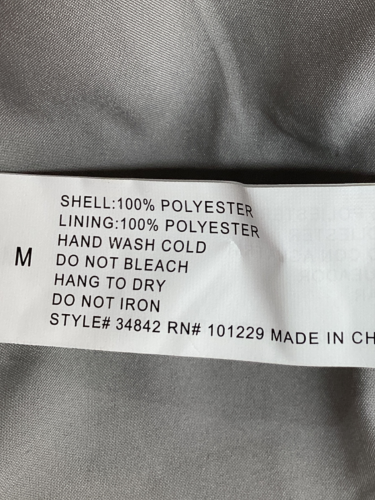 SHELL:100% POLYESTER
LINING:100% POLYESTER
HAND WASH COLD
M
DO NOT BLEACH
HANG TO DRY
DO NOT IRON
STYLE# 34842 RN# 101229 MADE IN CH